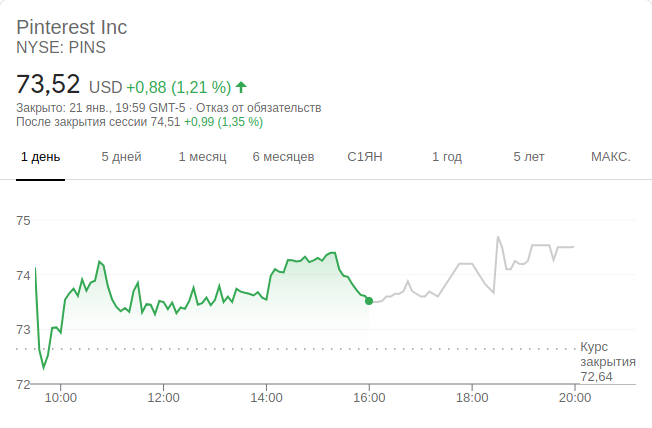 Pinterest Inc
NYSE: PINS
73,52 USD +0,88 (1,21 %)
Закрыто: 21 янв., 19:59 GMT-5 · Отказ от обязательств
После закрытия сессии 74,51 +0,99 (1,35 %)
1 день 5 дней 1 месяц 6 месяцев С1ЯН 1 год 5 лет МАКС.
75
74
73
72
Курс
закрытия
72,64
10:00 12:00 14:00 16:00 18:00 20:00